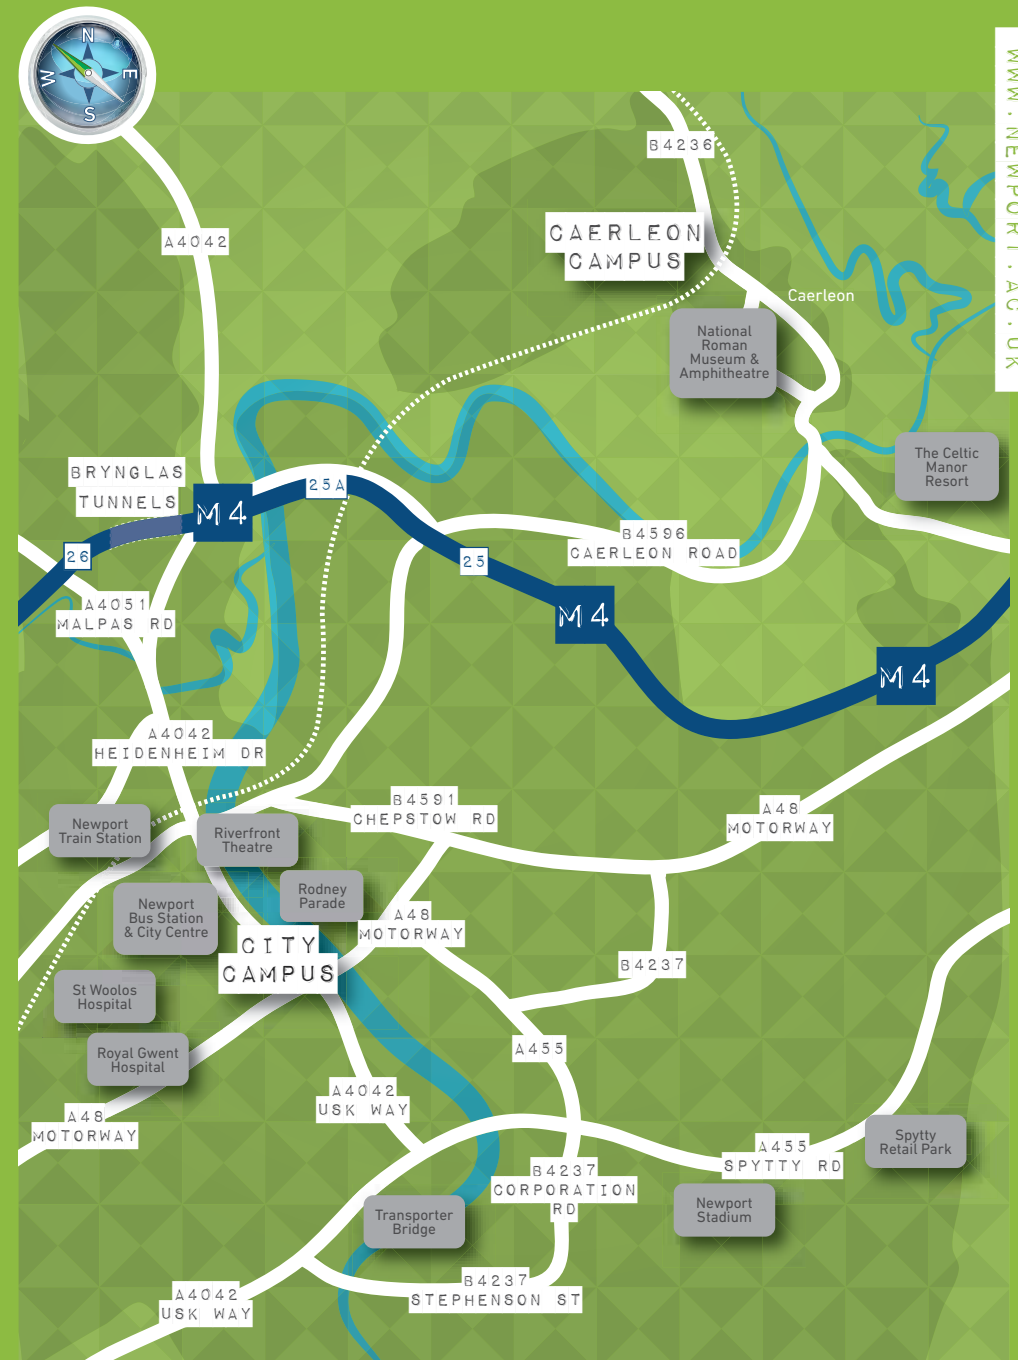 N
W
E
S
WWW.NEWPORT.AC.UK
B4236
A4042
CAERLEON
CAMPUS
Caerleon
National
Roman
Museum &
Amphitheatre
The Celtic
Manor
Resort
BRYNGLAS
TUNNELS
M4
25A
26
25
B4596
CAERLEON ROAD
M4
A4051
MALPAS RD
M4
A4042
HEIDENHEIM DR
B4591
CHEPSTOW RD
A48
MOTORWAY
Newport
Train Station
Riverfront
Theatre
Rodney
Parade
Newport
Bus Station
& City Centre
A48
MOTORWAY
CITY
CAMPUS
B4237
St Woolos
Hospital
Royal Gwent
Hospital
A455
A4042
USK WAY
A48
MOTORWAY
Spytty
Retail Park
A455
SPYTTY RD
B4237
CORPORATION
RD
Newport
Stadium
Transporter
Bridge
B4237
STEPHENSON ST
A4042
USK WAY